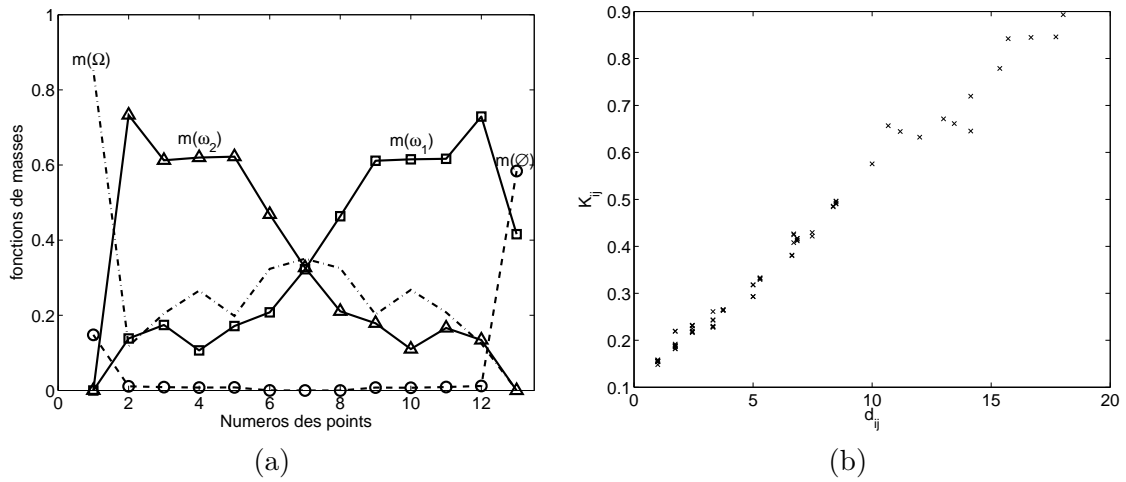 1
0.8
0.6
0.4
0.2
0
fonctions de masses
m(Ω)
m(ω2)
m(ω1)
m(∅)
0 2 4 6 8 10 12
Numeros des points
(a)
0.9
0.8
0.7
0.6
0.5
0.4
0.3
0.2
0.1
Kij
0 5 10 15 20
dij
(b)